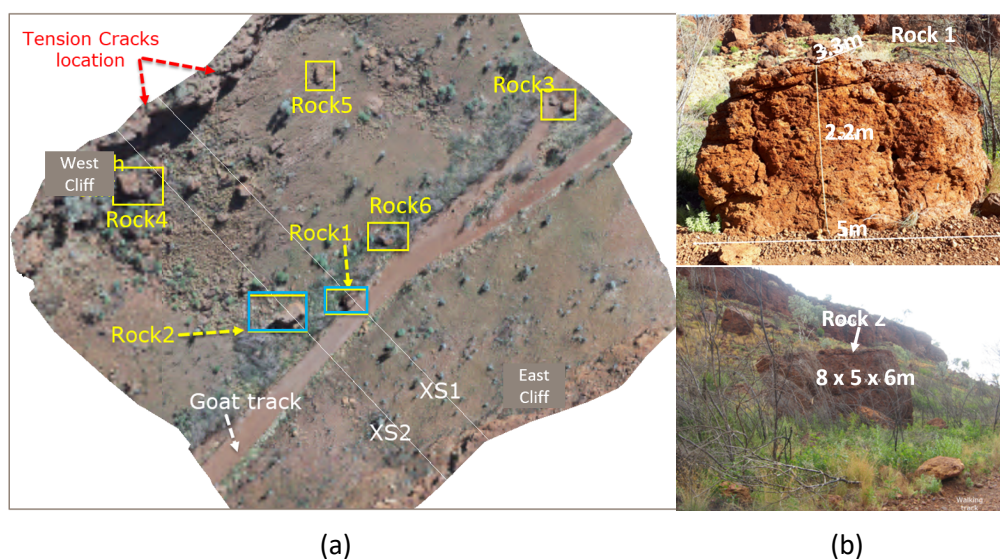 Tension Cracks
location
Rock5
Rock3
West
Cliff
Rock4
Rock6
Rock1
Rock2
East
Cliff
Goat track
XS1
XS2
Rock 1
3.3m
2.2m
5m
Rock 2
8 x 5 x 6m
Walking
track
(a)
(b)